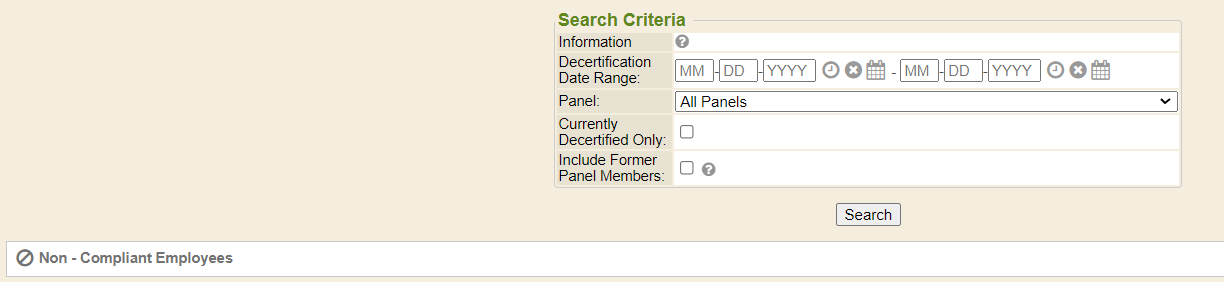 Search Criteria
Information
Decertification
Date Range:
MM-DD-YYYY - MM-DD-YYYY
Panel:
All Panels
Currently
Decertified Only:
Include Former
Panel Members:
Search
Non - Compliant Employees